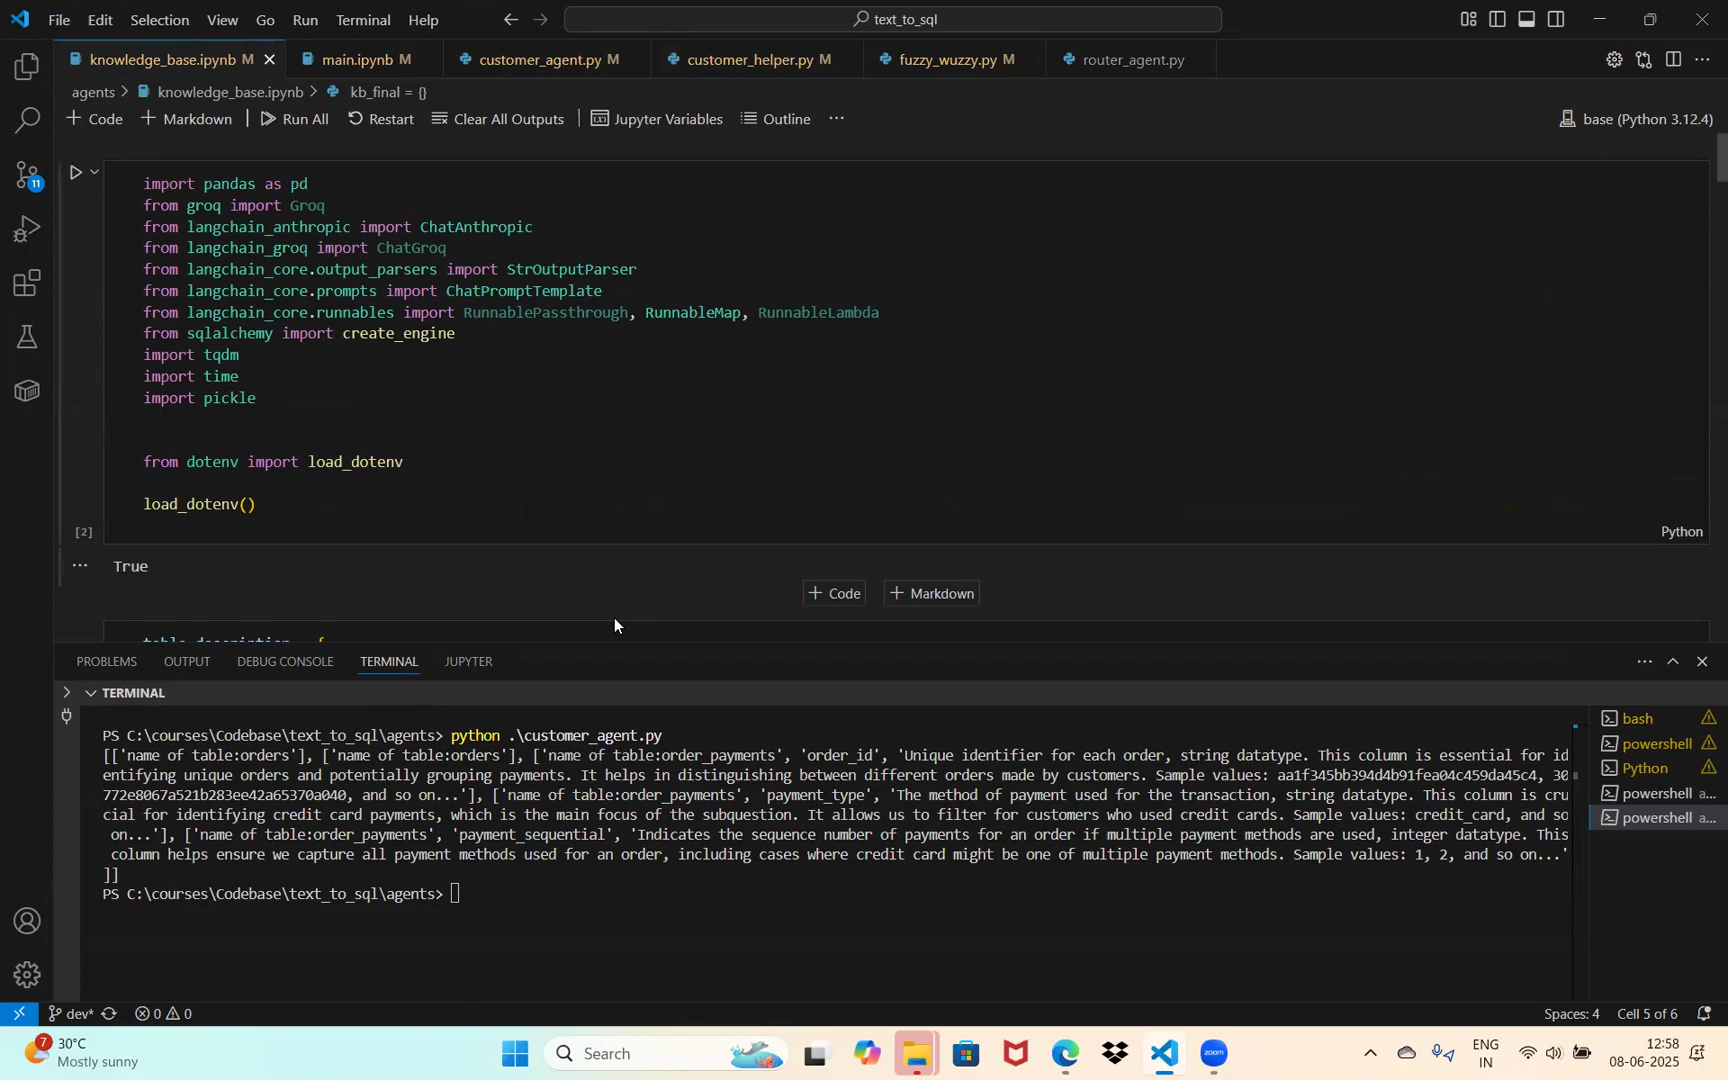 File Edit Selection View Go Run Terminal Help
text_to_sql
knowledge_base.ipynb M
main.ipynb M
customer_agent.py M
customer_helper.py M
fuzzy_wuzzy.py M
router_agent.py
agents > knowledge_base.ipynb > kb_final = {}
+ Code + Markdown Run All Restart Clear All Outputs Jupyter Variables Outline ...
base (Python 3.12.4)
import pandas as pd
from groq import Groq
from langchain_anthropic import ChatAnthropic
from langchain_groq import ChatGroq
from langchain_core.output_parsers import StrOutputParser
from langchain_core.prompts import ChatPromptTemplate
from langchain_core.runnables import RunnablePassthrough, RunnableMap, RunnableLambda
from sqlalchemy import create_engine
import tqdm
import time
import pickle
from dotenv import load_dotenv
load_dotenv()
[2]
Python
... True
+ Code + Markdown
table_description = {
PROBLEMS OUTPUT DEBUG CONSOLE TERMINAL JUPYTER
TERMINAL
PS C:\courses\Codebase\text_to_sql\agents> python .\customer_agent.py
[['name of table:orders'], ['name of table:orders'], ['name of table:order_payments', 'order_id', 'Unique identifier for each order, string datatype. This column is essential for id
entifying unique orders and potentially grouping payments. It helps in distinguishing between different orders made by customers. Sample values: aa1f345bb394d4b91fea04c459da45c4, 30
772e8067a521b283ee42a65370a040, and so on...'], ['name of table:order_payments', 'payment_type', 'The method of payment used for the transaction, string datatype. This column is cru
cial for identifying credit card payments, which is the main focus of the subquestion. It allows us to filter for customers who used credit cards. Sample values: credit_card, and so
on...'], ['name of table:order_payments', 'payment_sequential', 'Indicates the sequence number of payments for an order if multiple payment methods are used, integer datatype. This
column helps ensure we capture all payment methods used for an order, including cases where credit card might be one of multiple payment methods. Sample values: 1, 2, and so on...'
]]
PS C:\courses\Codebase\text_to_sql\agents>
bash
powershell
Python
powershell a...
powershell a...
11
dev* 0 0
Spaces: 4 Cell 5 of 6
7
30°C
Mostly sunny
Search
zoom
ENG
IN
12:58
08-06-2025